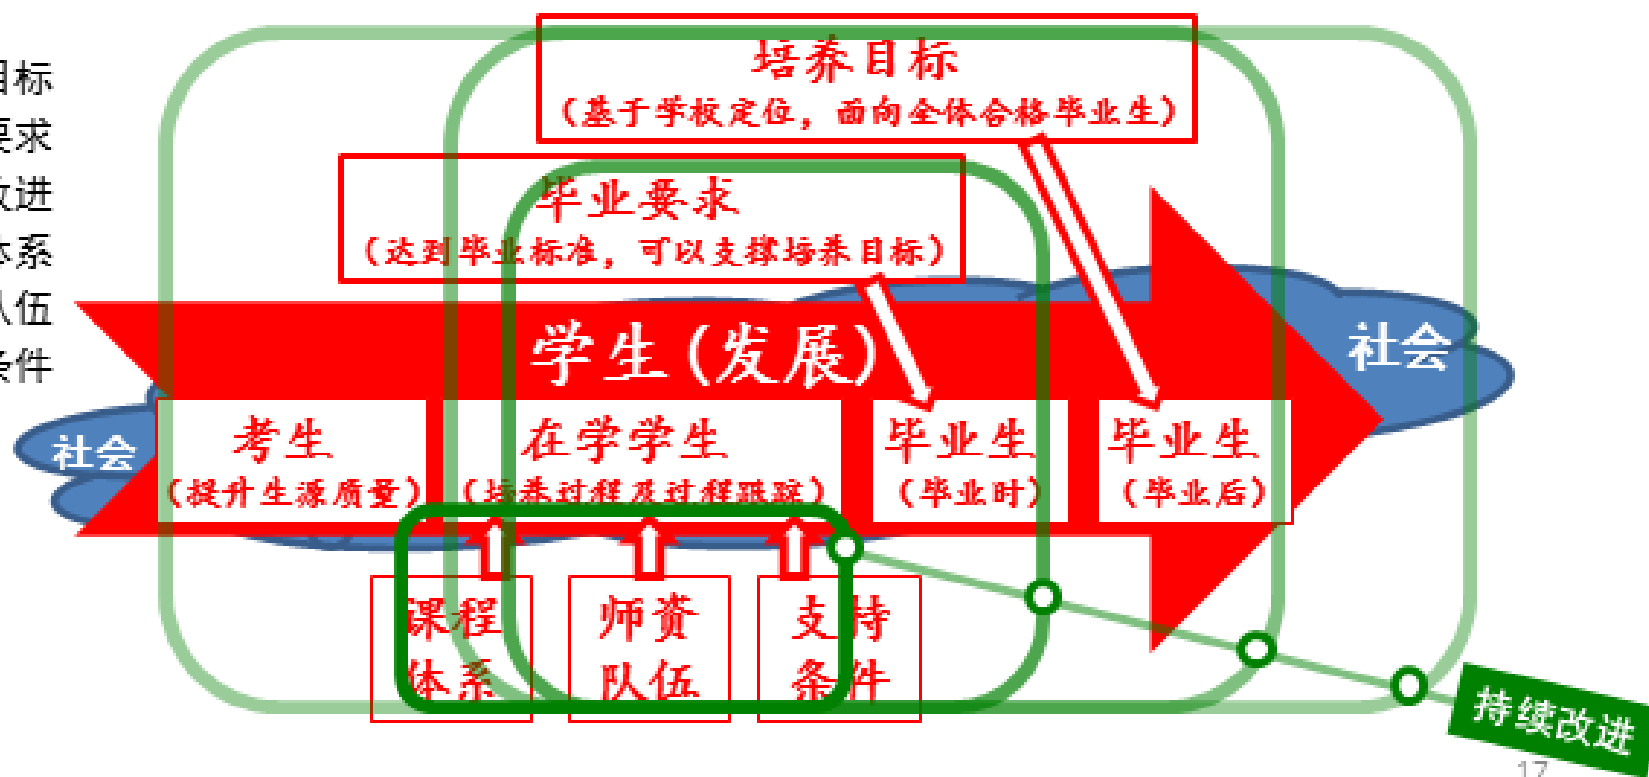 目标
要求
改进
体系
队伍
条件
培养目标
（基于学校定位，面向全体合格毕业生）
毕业要求
（达到毕业标准，可以支撑培养目标）
学生(发展)
社会
社会
考生
（提升生源质量）
在学学生
（培养过程及过程跟踪）
毕业生
（毕业时）
毕业生
（毕业后）
课程
体系
师资
队伍
支持
条件
持续改进
17